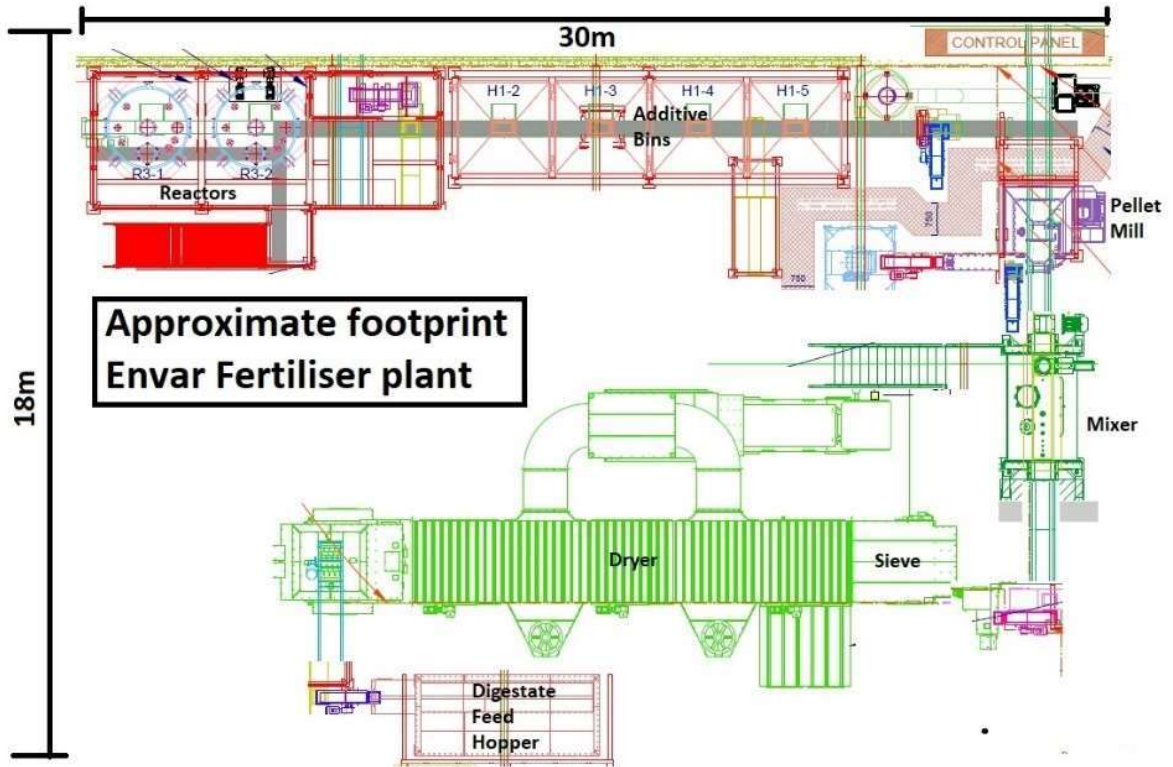 30m
CONTROL PANEL
H1-2
H1-3
H1-4
H1-5
Additive
Bins
R3-1
R3-2
Reactors
Pellet
Mill
750
750
Approximate footprint
Envar Fertiliser plant
18m
Mixer
Dryer
Sieve
Digestate
Feed
Hopper